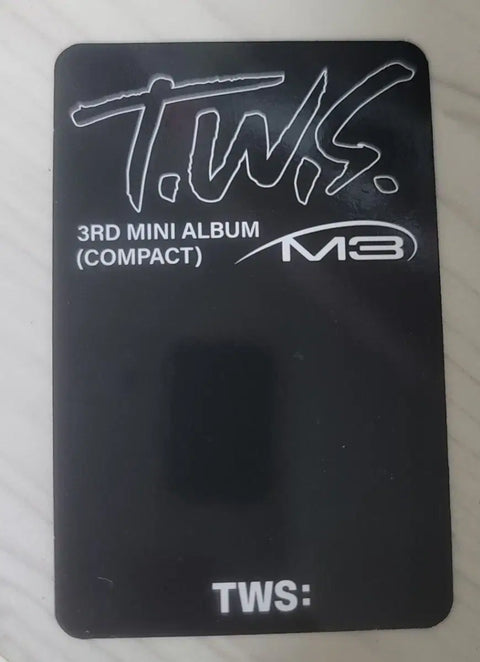 T.W.S.
3RD MINI ALBUM
(COMPACT)
M3
TWS: